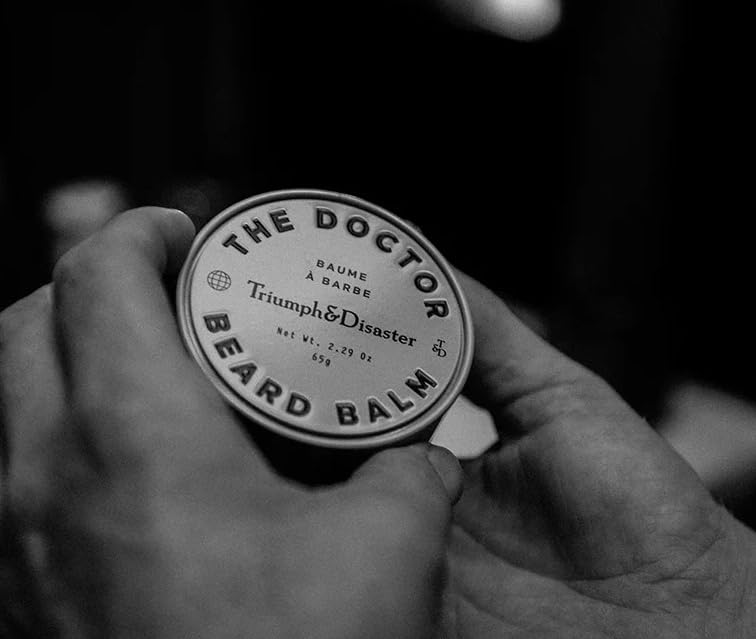 THE DOCTOR
BAUME
À BARBE
Triumph&Disaster
Net Wt. 2.29 Oz
65g
T
&D
BEARD BALM